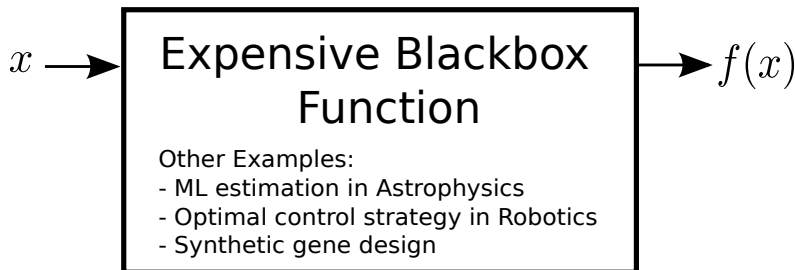 x
Expensive Blackbox
Function
f(x)
Other Examples:
- ML estimation in Astrophysics
- Optimal control strategy in Robotics
- Synthetic gene design